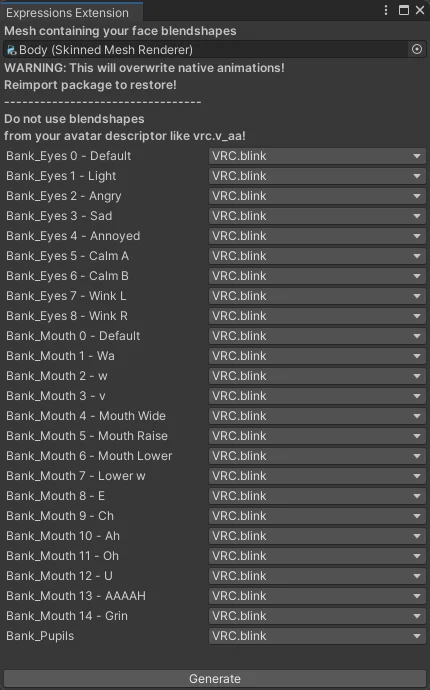 Expressions Extension
Mesh containing your face blendshapes
Body (Skinned Mesh Renderer)
WARNING: This will overwrite native animations!
Reimport package to restore!
---------------------------------
Do not use blendshapes
from your avatar descriptor like vrc.v_aa!
Bank_Eyes 0 - Default VRC.blink
Bank_Eyes 1 - Light VRC.blink
Bank_Eyes 2 - Angry VRC.blink
Bank_Eyes 3 - Sad VRC.blink
Bank_Eyes 4 - Annoyed VRC.blink
Bank_Eyes 5 - Calm A VRC.blink
Bank_Eyes 6 - Calm B VRC.blink
Bank_Eyes 7 - Wink L VRC.blink
Bank_Eyes 8 - Wink R VRC.blink
Bank_Mouth 0 - Default VRC.blink
Bank_Mouth 1 - Wa VRC.blink
Bank_Mouth 2 - w VRC.blink
Bank_Mouth 3 - v VRC.blink
Bank_Mouth 4 - Mouth Wide VRC.blink
Bank_Mouth 5 - Mouth Raise VRC.blink
Bank_Mouth 6 - Mouth Lower VRC.blink
Bank_Mouth 7 - Lower w VRC.blink
Bank_Mouth 8 - E VRC.blink
Bank_Mouth 9 - Ch VRC.blink
Bank_Mouth 10 - Ah VRC.blink
Bank_Mouth 11 - Oh VRC.blink
Bank_Mouth 12 - U VRC.blink
Bank_Mouth 13 - AAAAH VRC.blink
Bank_Mouth 14 - Grin VRC.blink
Bank_Pupils VRC.blink
Generate